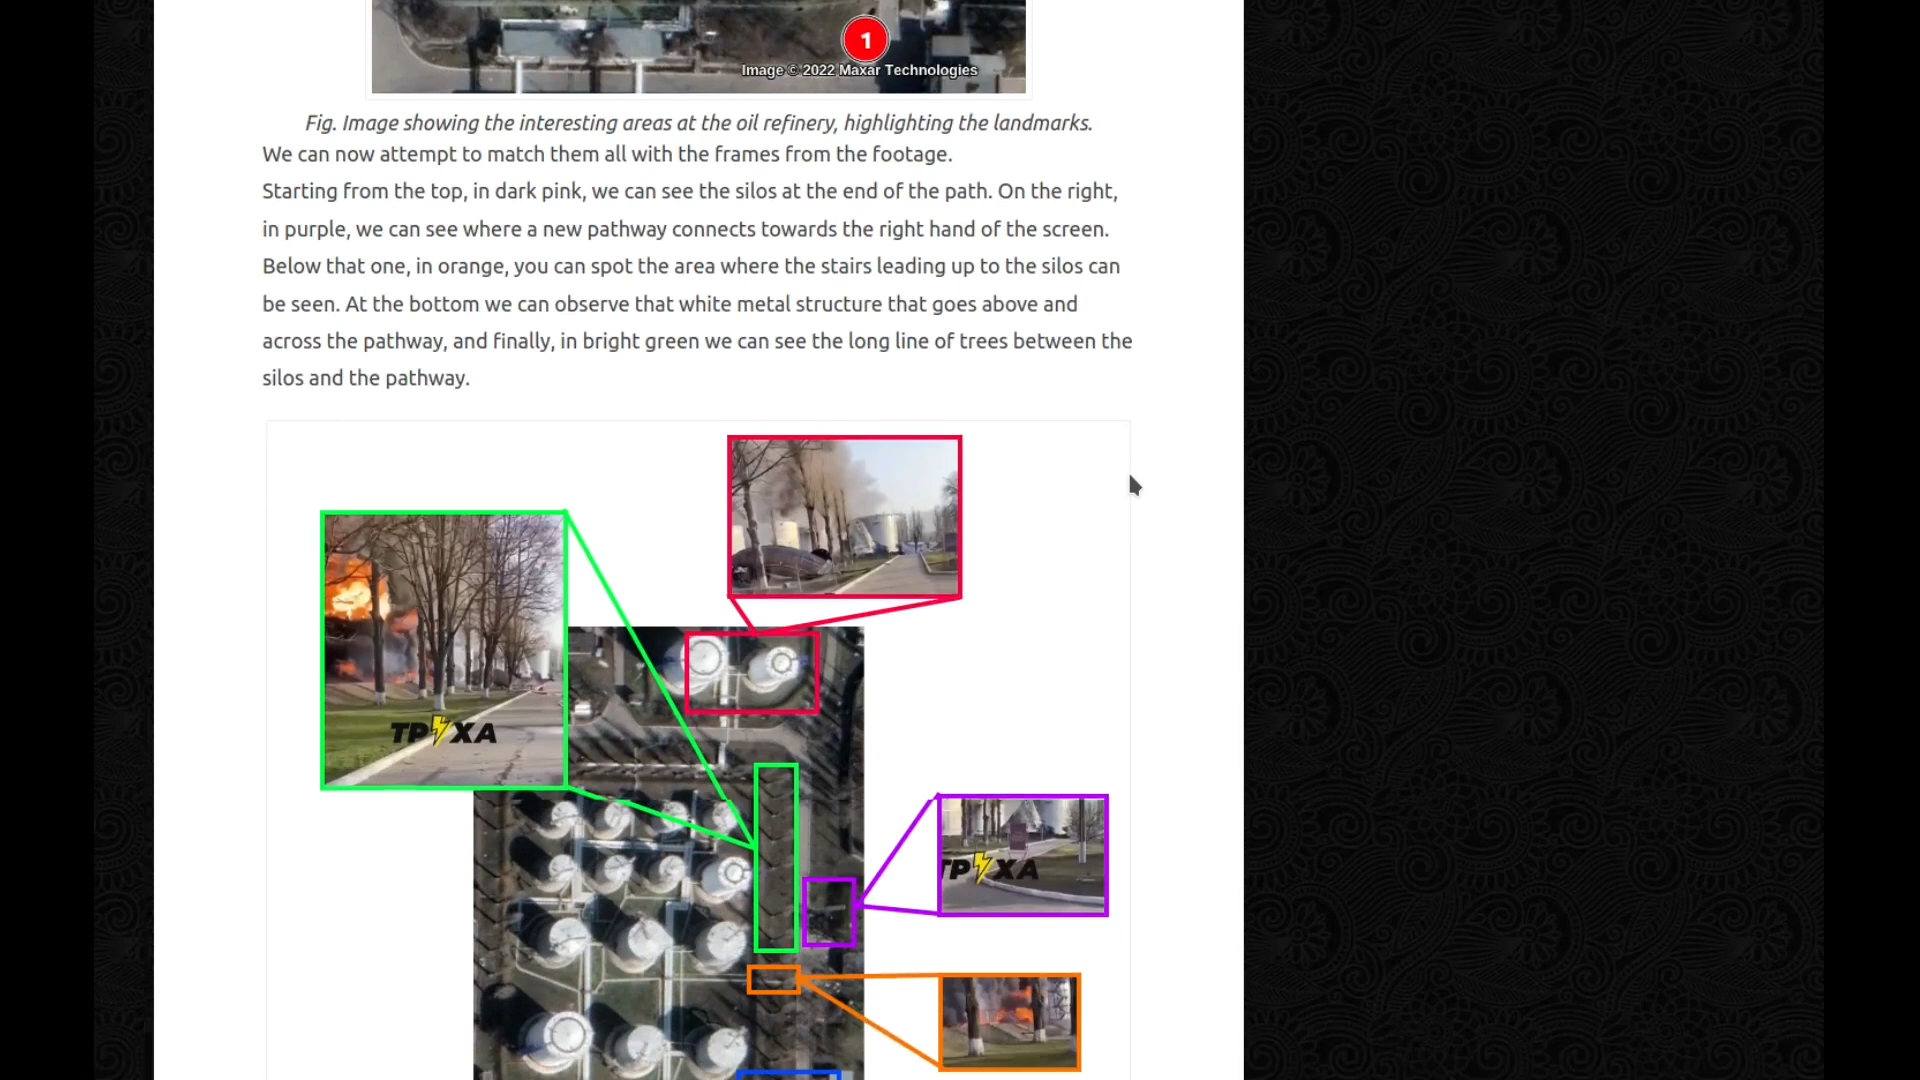 1
Image © 2022 Maxar Technologies
Fig. Image showing the interesting areas at the oil refinery, highlighting the landmarks.
We can now attempt to match them all with the frames from the footage.
Starting from the top, in dark pink, we can see the silos at the end of the path. On the right,
in purple, we can see where a new pathway connects towards the right hand of the screen.
Below that one, in orange, you can spot the area where the stairs leading up to the silos can
be seen. At the bottom we can observe that white metal structure that goes above and
across the pathway, and finally, in bright green we can see the long line of trees between the
silos and the pathway.
ТРУХА
ТРУХА